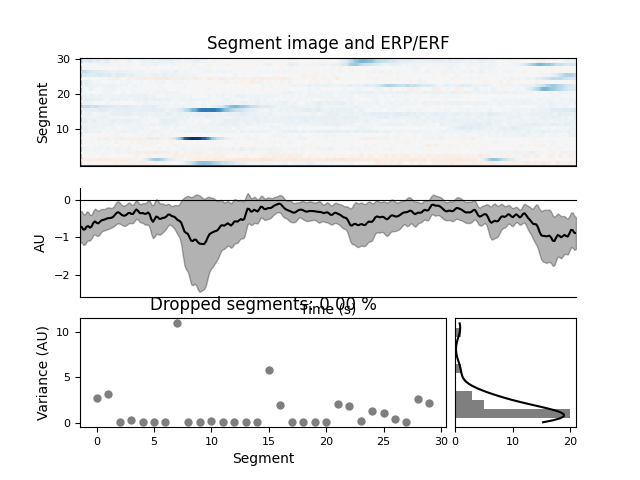 Segment image and ERP/ERF
30
20
10
Segment
0
−1
−2
AU
Time (s)
Dropped segments: 0.00 %
10
5
0
Variance (AU)
0 5 10 15 20 25 30
Segment
0 10 20